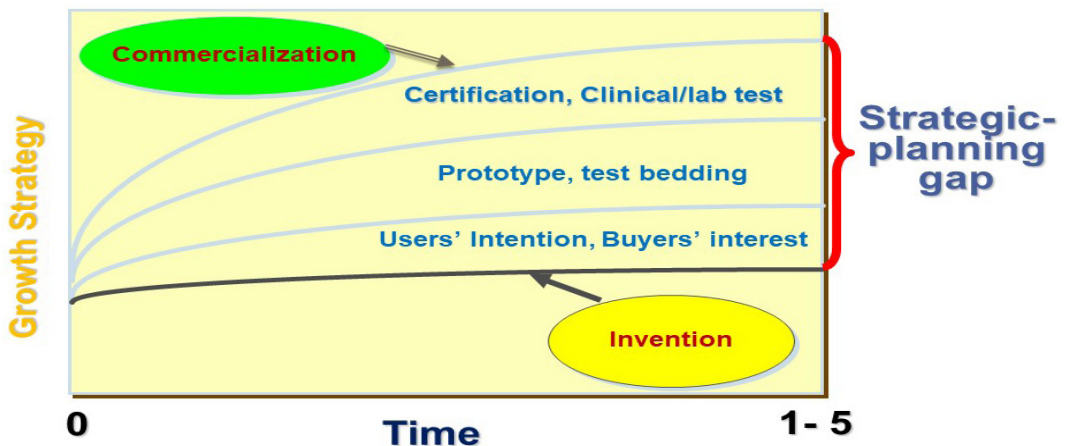 Commercialization
Certification, Clinical/lab test
Strategic-
planning
gap
Prototype, test bedding
Users’ Intention, Buyers’ interest
Growth Strategy
Invention
0
Time
1- 5